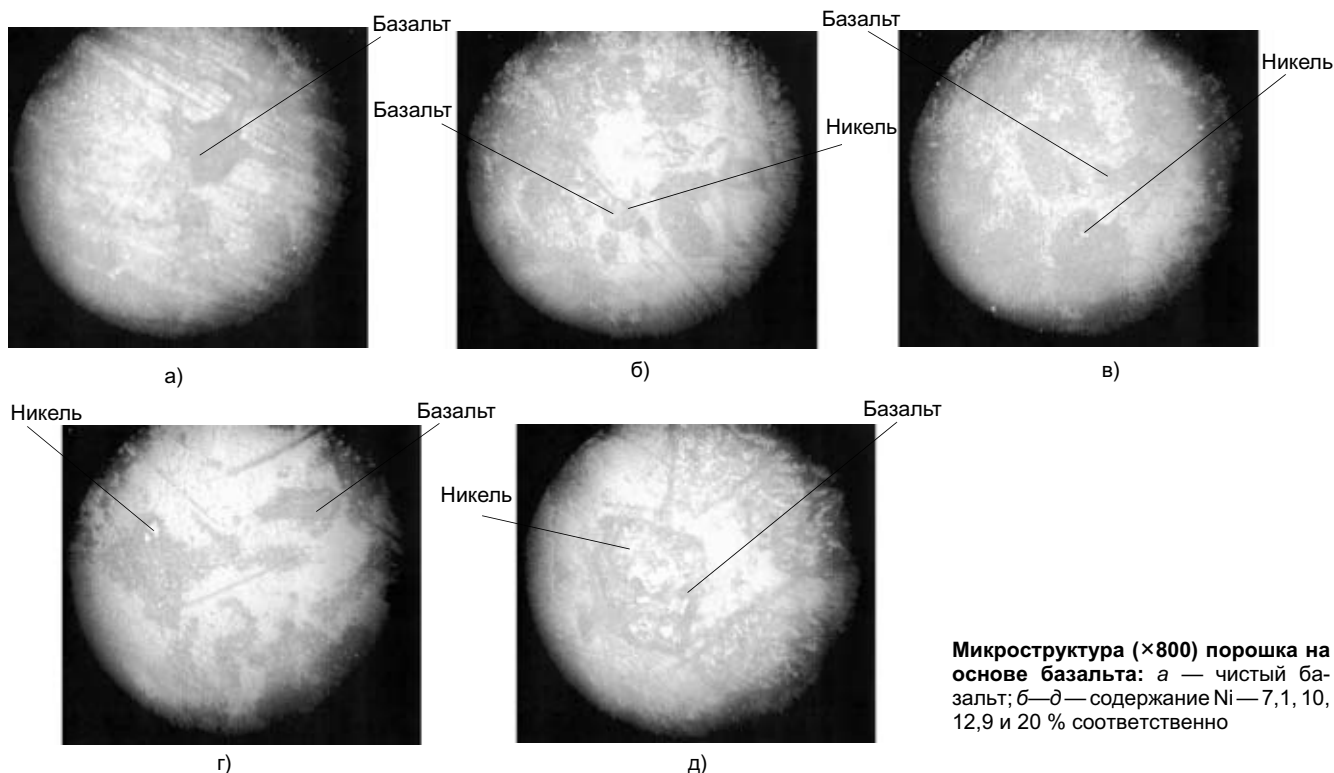 Базальт
Базальт
Никель
Базальт
Никель
а)
б)
в)
Никель
Базальт
Никель
Базальт
г)
д)
Микроструктура (×800) порошка на
основе базальта: а — чистый ба-
зальт; б—д — содержание Ni — 7,1, 10,
12,9 и 20 % соответственно